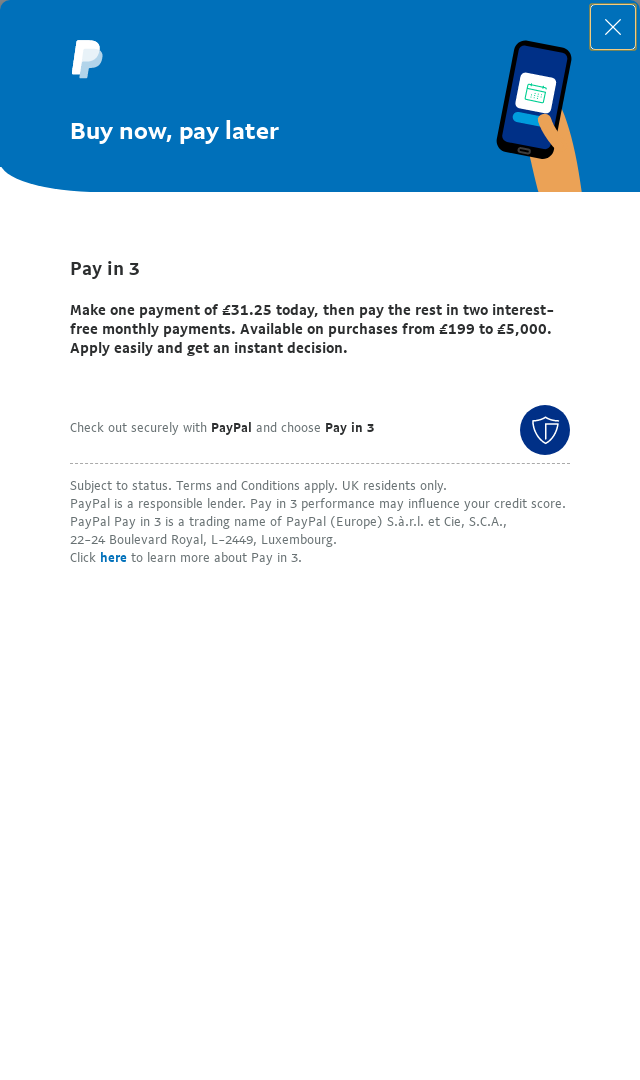 Buy now, pay later
Pay in 3
Make one payment of £31.25 today, then pay the rest in two interest-
free monthly payments. Available on purchases from £199 to £5,000.
Apply easily and get an instant decision.
Check out securely with PayPal and choose Pay in 3
Subject to status. Terms and Conditions apply. UK residents only.
PayPal is a responsible lender. Pay in 3 performance may influence your credit score.
PayPal Pay in 3 is a trading name of PayPal (Europe) S.à.r.l. et Cie, S.C.A.,
22-24 Boulevard Royal, L-2449, Luxembourg.
Click here to learn more about Pay in 3.